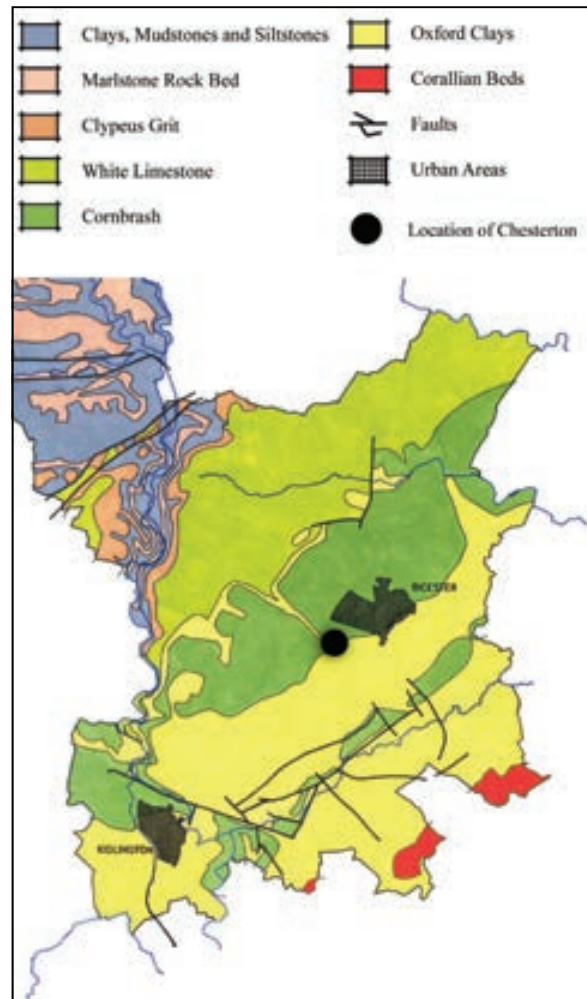 Clays, Mudstones and Siltstones
Marlstone Rock Bed
Clypeus Grit
White Limestone
Cornbrash
Oxford Clays
Corallian Beds
Faults
Urban Areas
Location of Chesterton
BICESTER
KIDLINGTON